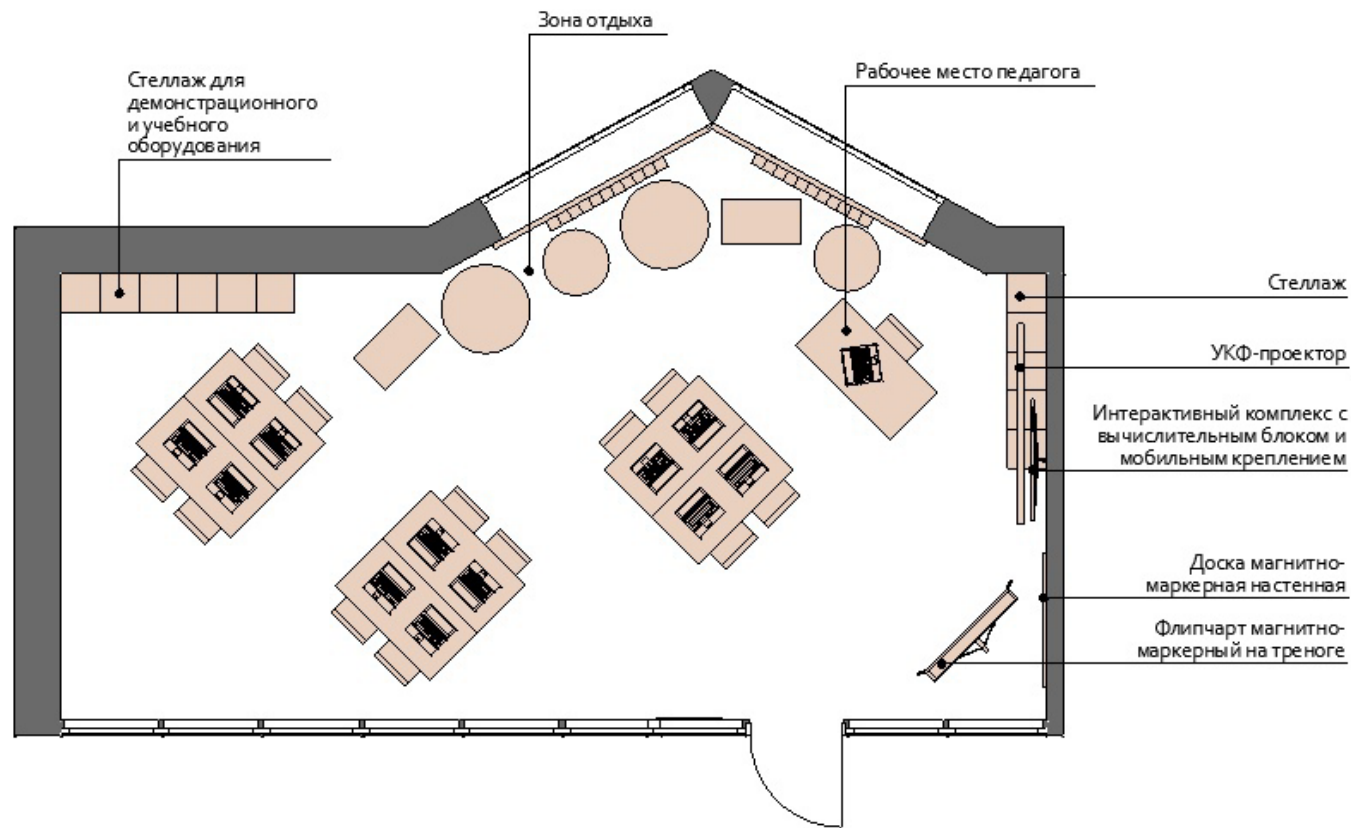 Зона отдыха
Стеллаж для
демонстрационного
и учебного
оборудования
Рабочее место педагога
Стеллаж
УКФ-проектор
Интерактивный комплекс с
вычислительным блоком и
мобильным креплением
Доска магнитно-
маркерная настенная
Флипчарт магнитно-
маркерный на треноге